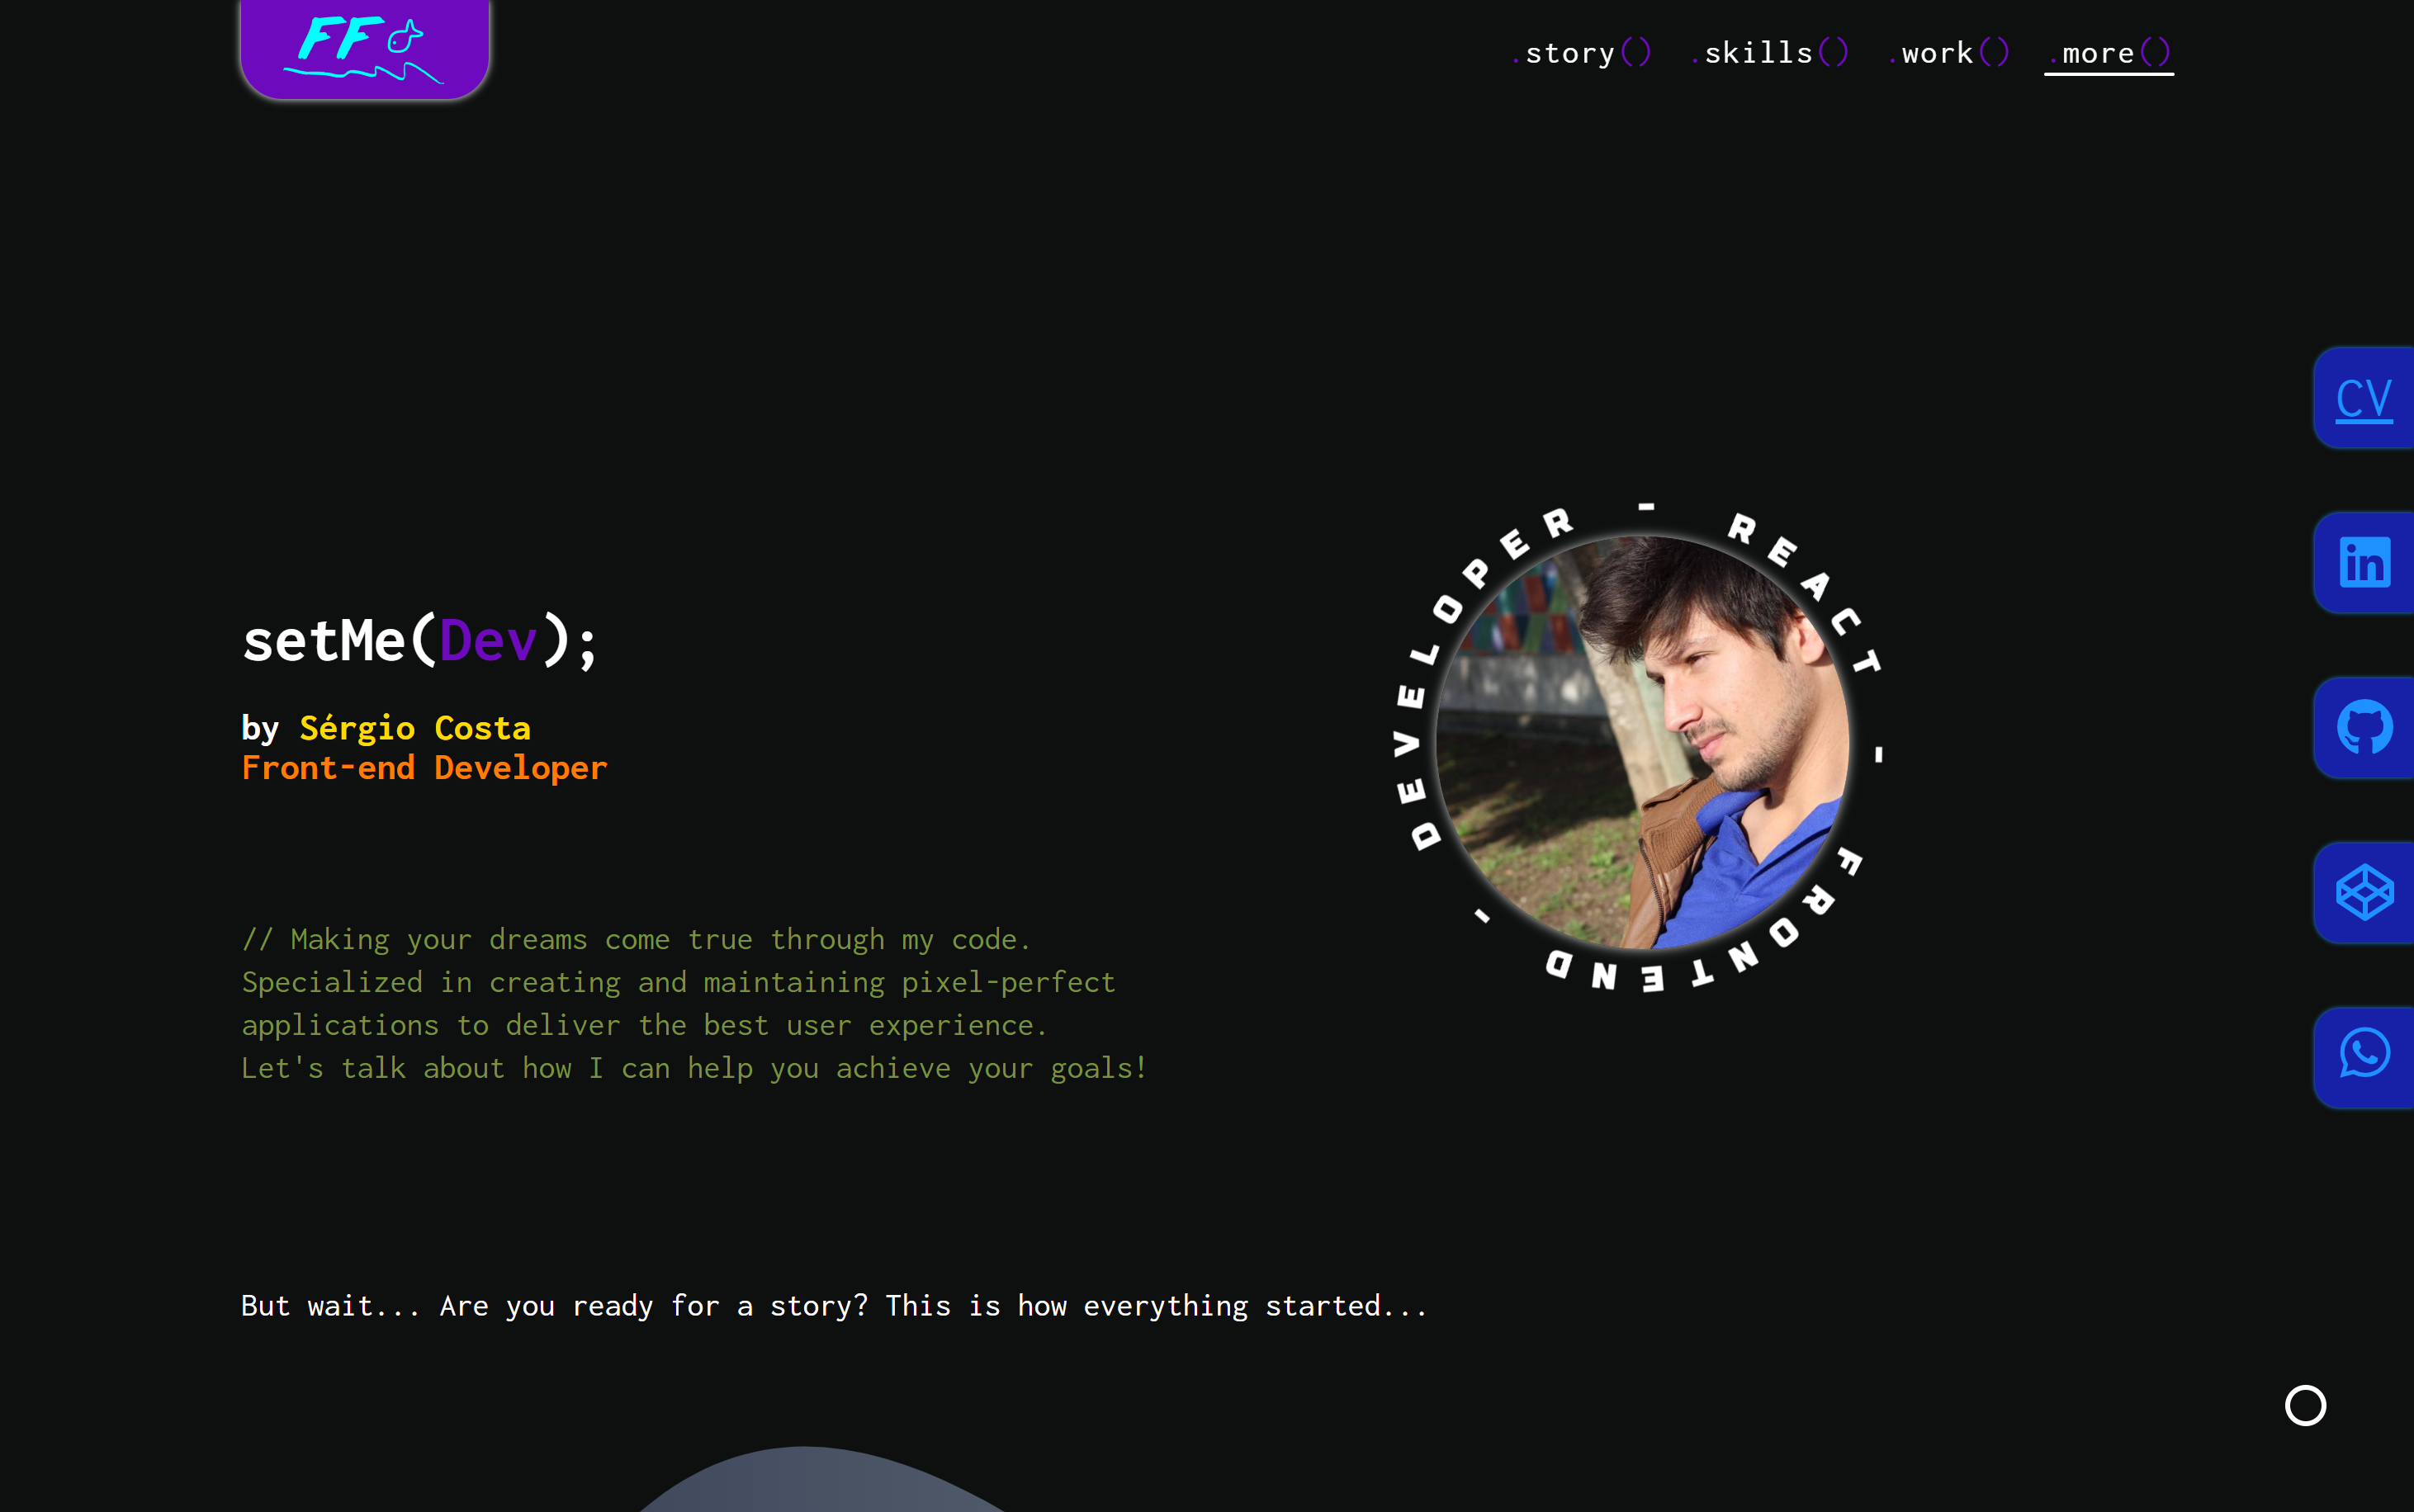 FF
.story() .skills() .work() .more()
CV
in
REACT - FRONTEND - DEVELOPER -
setMe(Dev);
by Sérgio Costa
Front-end Developer
// Making your dreams come true through my code.
Specialized in creating and maintaining pixel-perfect
applications to deliver the best user experience.
Let's talk about how I can help you achieve your goals!
But wait... Are you ready for a story? This is how everything started...